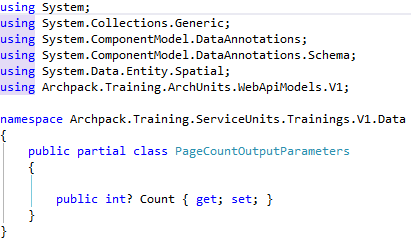 using System;
using System.Collections.Generic;
using System.ComponentModel.DataAnnotations;
using System.ComponentModel.DataAnnotations.Schema;
using System.Data.Entity.Spatial;
using Archpack.Training.ArchUnits.WebApiModels.V1;
namespace Archpack.Training.ServiceUnits.Trainings.V1.Data
{
    public partial class PageCountOutputParameters
    {
        public int? Count { get; set; }
    }
}